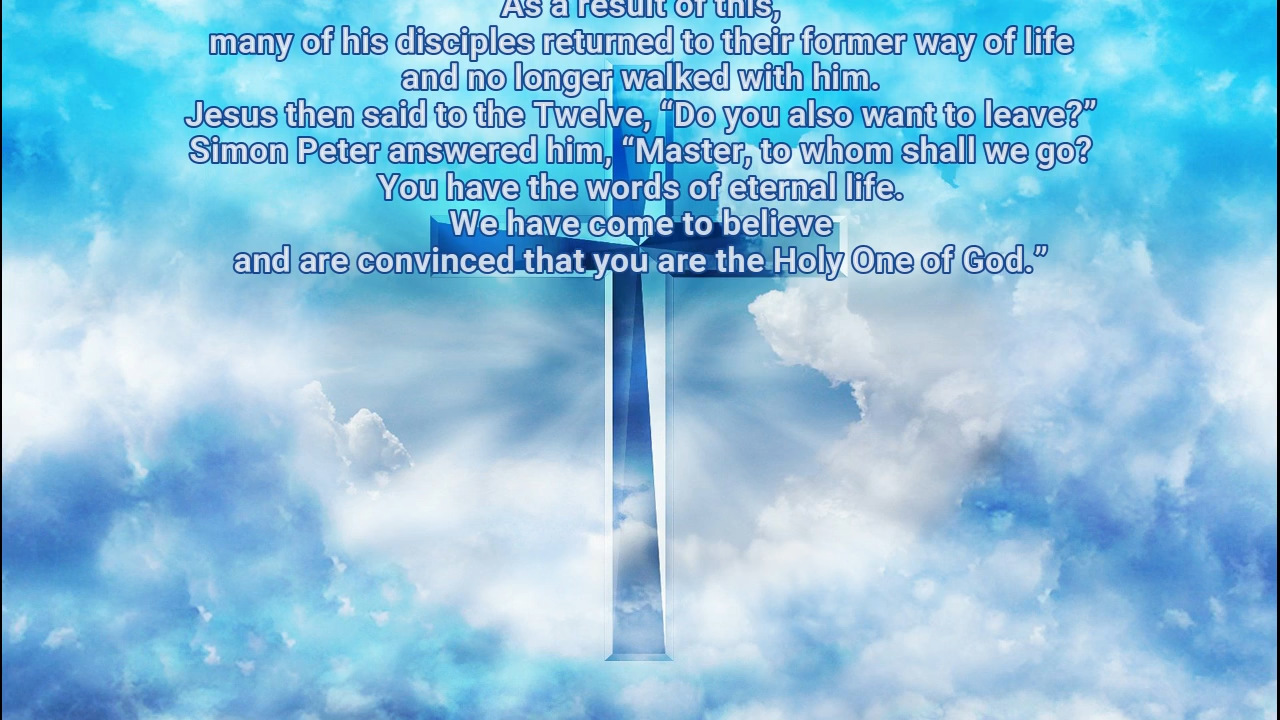 As a result of this,
many of his disciples returned to their former way of life
and no longer walked with him.
Jesus then said to the Twelve, “Do you also want to leave?”
Simon Peter answered him, “Master, to whom shall we go?
You have the words of eternal life.
We have come to believe
and are convinced that you are the Holy One of God.”